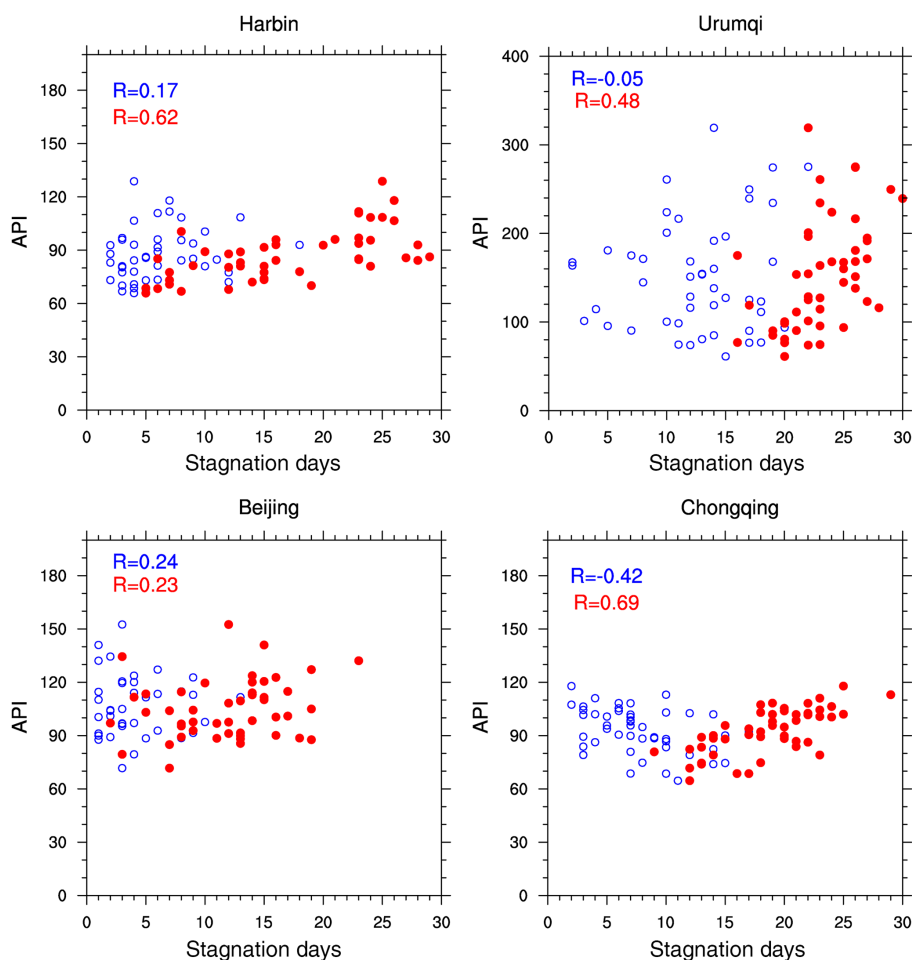 Harbin
R=0.17
R=0.62
API
180
150
120
90
60
30
0
0 5 10 15 20 25 30
Stagnation days
Urumqi
R=-0.05
R=0.48
API
400
300
200
100
0
0 5 10 15 20 25 30
Stagnation days
Beijing
R=0.24
R=0.23
API
180
150
120
90
60
30
0
0 5 10 15 20 25 30
Stagnation days
Chongqing
R=-0.42
R=0.69
API
180
150
120
90
60
30
0
0 5 10 15 20 25 30
Stagnation days